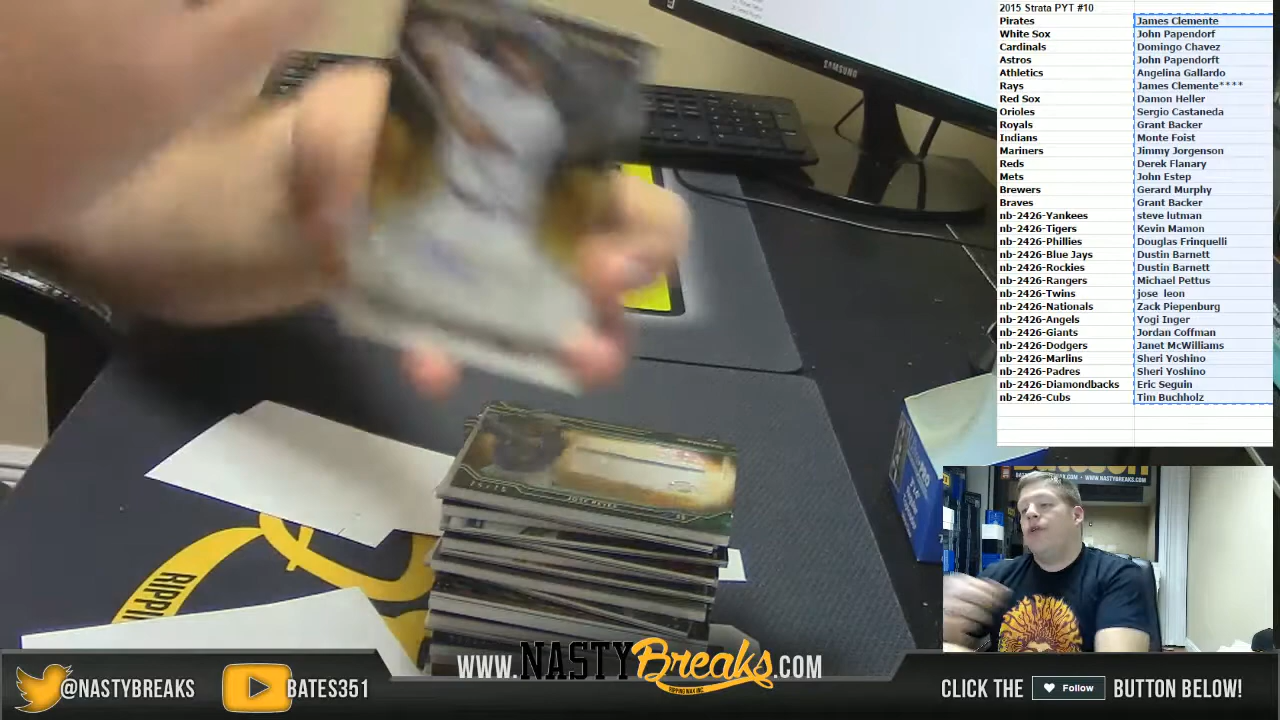 2015 Strata PYT #10
Pirates James Clemente
White Sox John Papendorf
Cardinals Domingo Chavez
Astros John Papendorft
Athletics Angelina Gallardo
Rays James Clemente****
Red Sox Damon Heller
Orioles Sergio Castaneda
Royals Grant Backer
Indians Monte Foist
Mariners Jimmy Jorgenson
Reds Derek Flanary
Mets John Estep
Brewers Gerard Murphy
Braves Grant Backer
nb-2426-Yankees steve lutman
nb-2426-Tigers Kevin Mamon
nb-2426-Phillies Douglas Frinquelli
nb-2426-Blue Jays Dustin Barnett
nb-2426-Rockies Dustin Barnett
nb-2426-Rangers Michael Pettus
nb-2426-Twins jose leon
nb-2426-Nationals Zack Piepenburg
nb-2426-Angels Yogi Inger
nb-2426-Giants Jordan Coffman
nb-2426-Dodgers Janet McWilliams
nb-2426-Marlins Sheri Yoshino
nb-2426-Padres Sheri Yoshino
nb-2426-Diamondbacks Eric Seguin
nb-2426-Cubs Tim Buchholz
SAMSUNG
RIPPIN
@NASTYBREAKS
BATES351
WWW.NASTYBreaks.COM
RIPPING WAX INC.
CLICK THE Follow BUTTON BELOW!